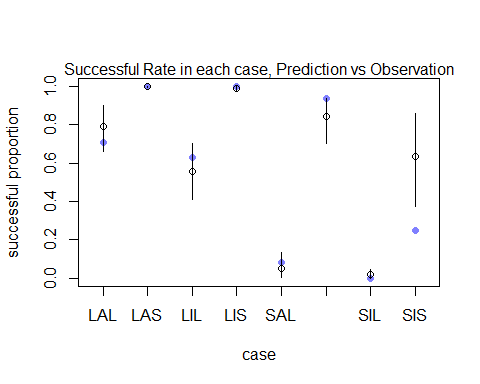 Successful Rate in each case, Prediction vs Observation
successful proportion
1.0
0.8
0.6
0.4
0.2
0.0
LAL LAS LIL LIS SAL SIL SIS
case